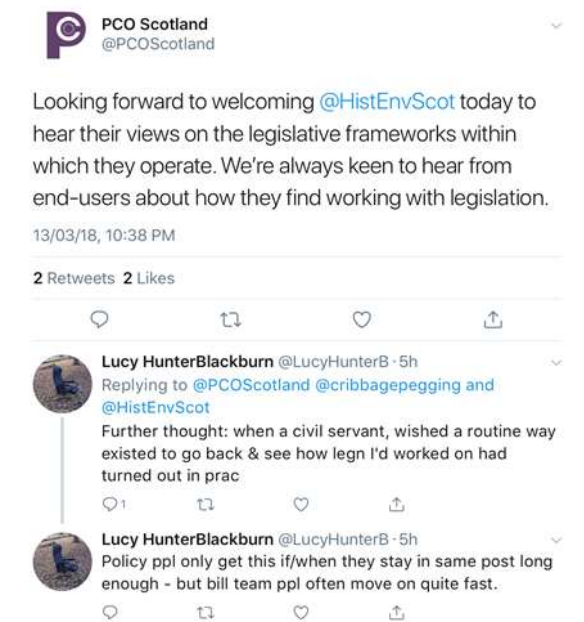 PCO Scotland
@PCOScotland
Looking forward to welcoming @HistEnvScot today to
hear their views on the legislative frameworks within
which they operate. We're always keen to hear from
end-users about how they find working with legislation.
13/03/18, 10:38 PM
2 Retweets 2 Likes
Lucy HunterBlackburn @LucyHunterB · 5h
Replying to @PCOScotland @cribbagepegging and
@HistEnvScot
Further thought: when a civil servant, wished a routine way
existed to go back & see how legn I'd worked on had
turned out in prac
1
Lucy HunterBlackburn @LucyHunterB · 5h
Policy ppl only get this if/when they stay in same post long
enough - but bill team ppl often move on quite fast.